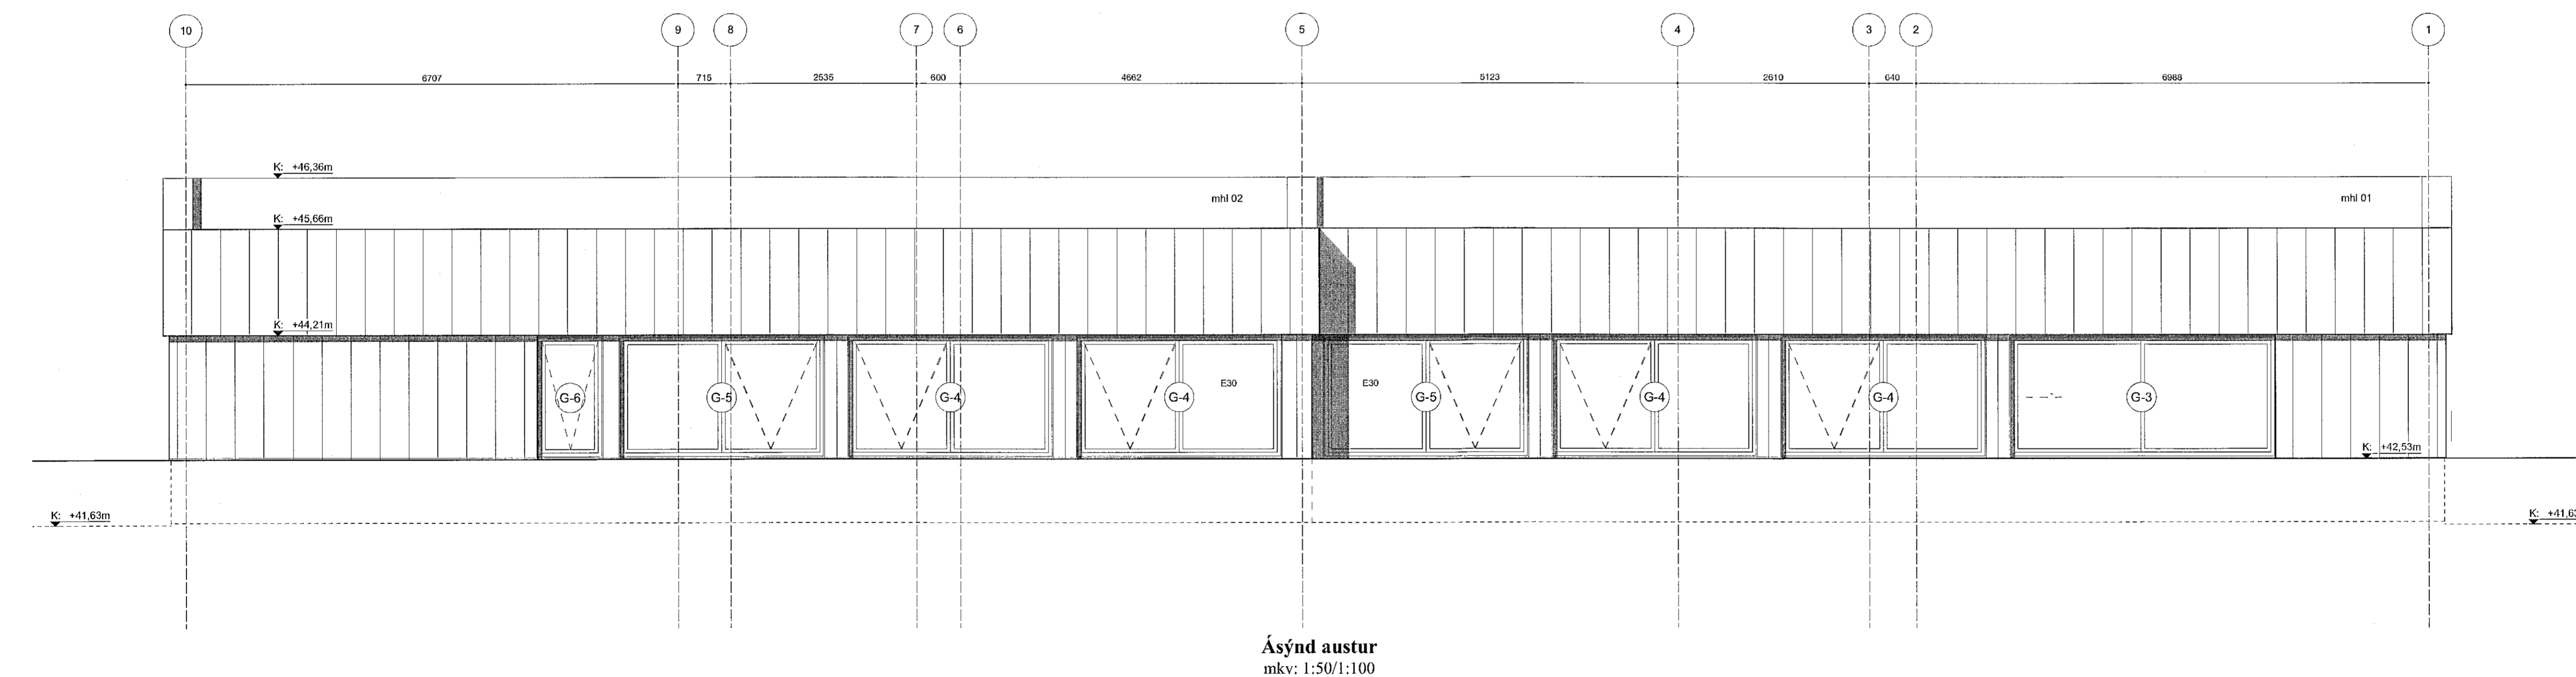 10 9 8 7 6 5 4 3 2 1
6707 715 2535 600 4662 5123 2610 640 6988
K: +46,36m
mhl 02 mhl 01
K: +45,66m
K: +44,21m
E30 E30
G-6 G-5 G-4 G-4 G-5 G-4 G-4 G-3
K: +42,53m
K: +41,63m K: +41,63
Ásýnd austur
mkv: 1:50/1:100